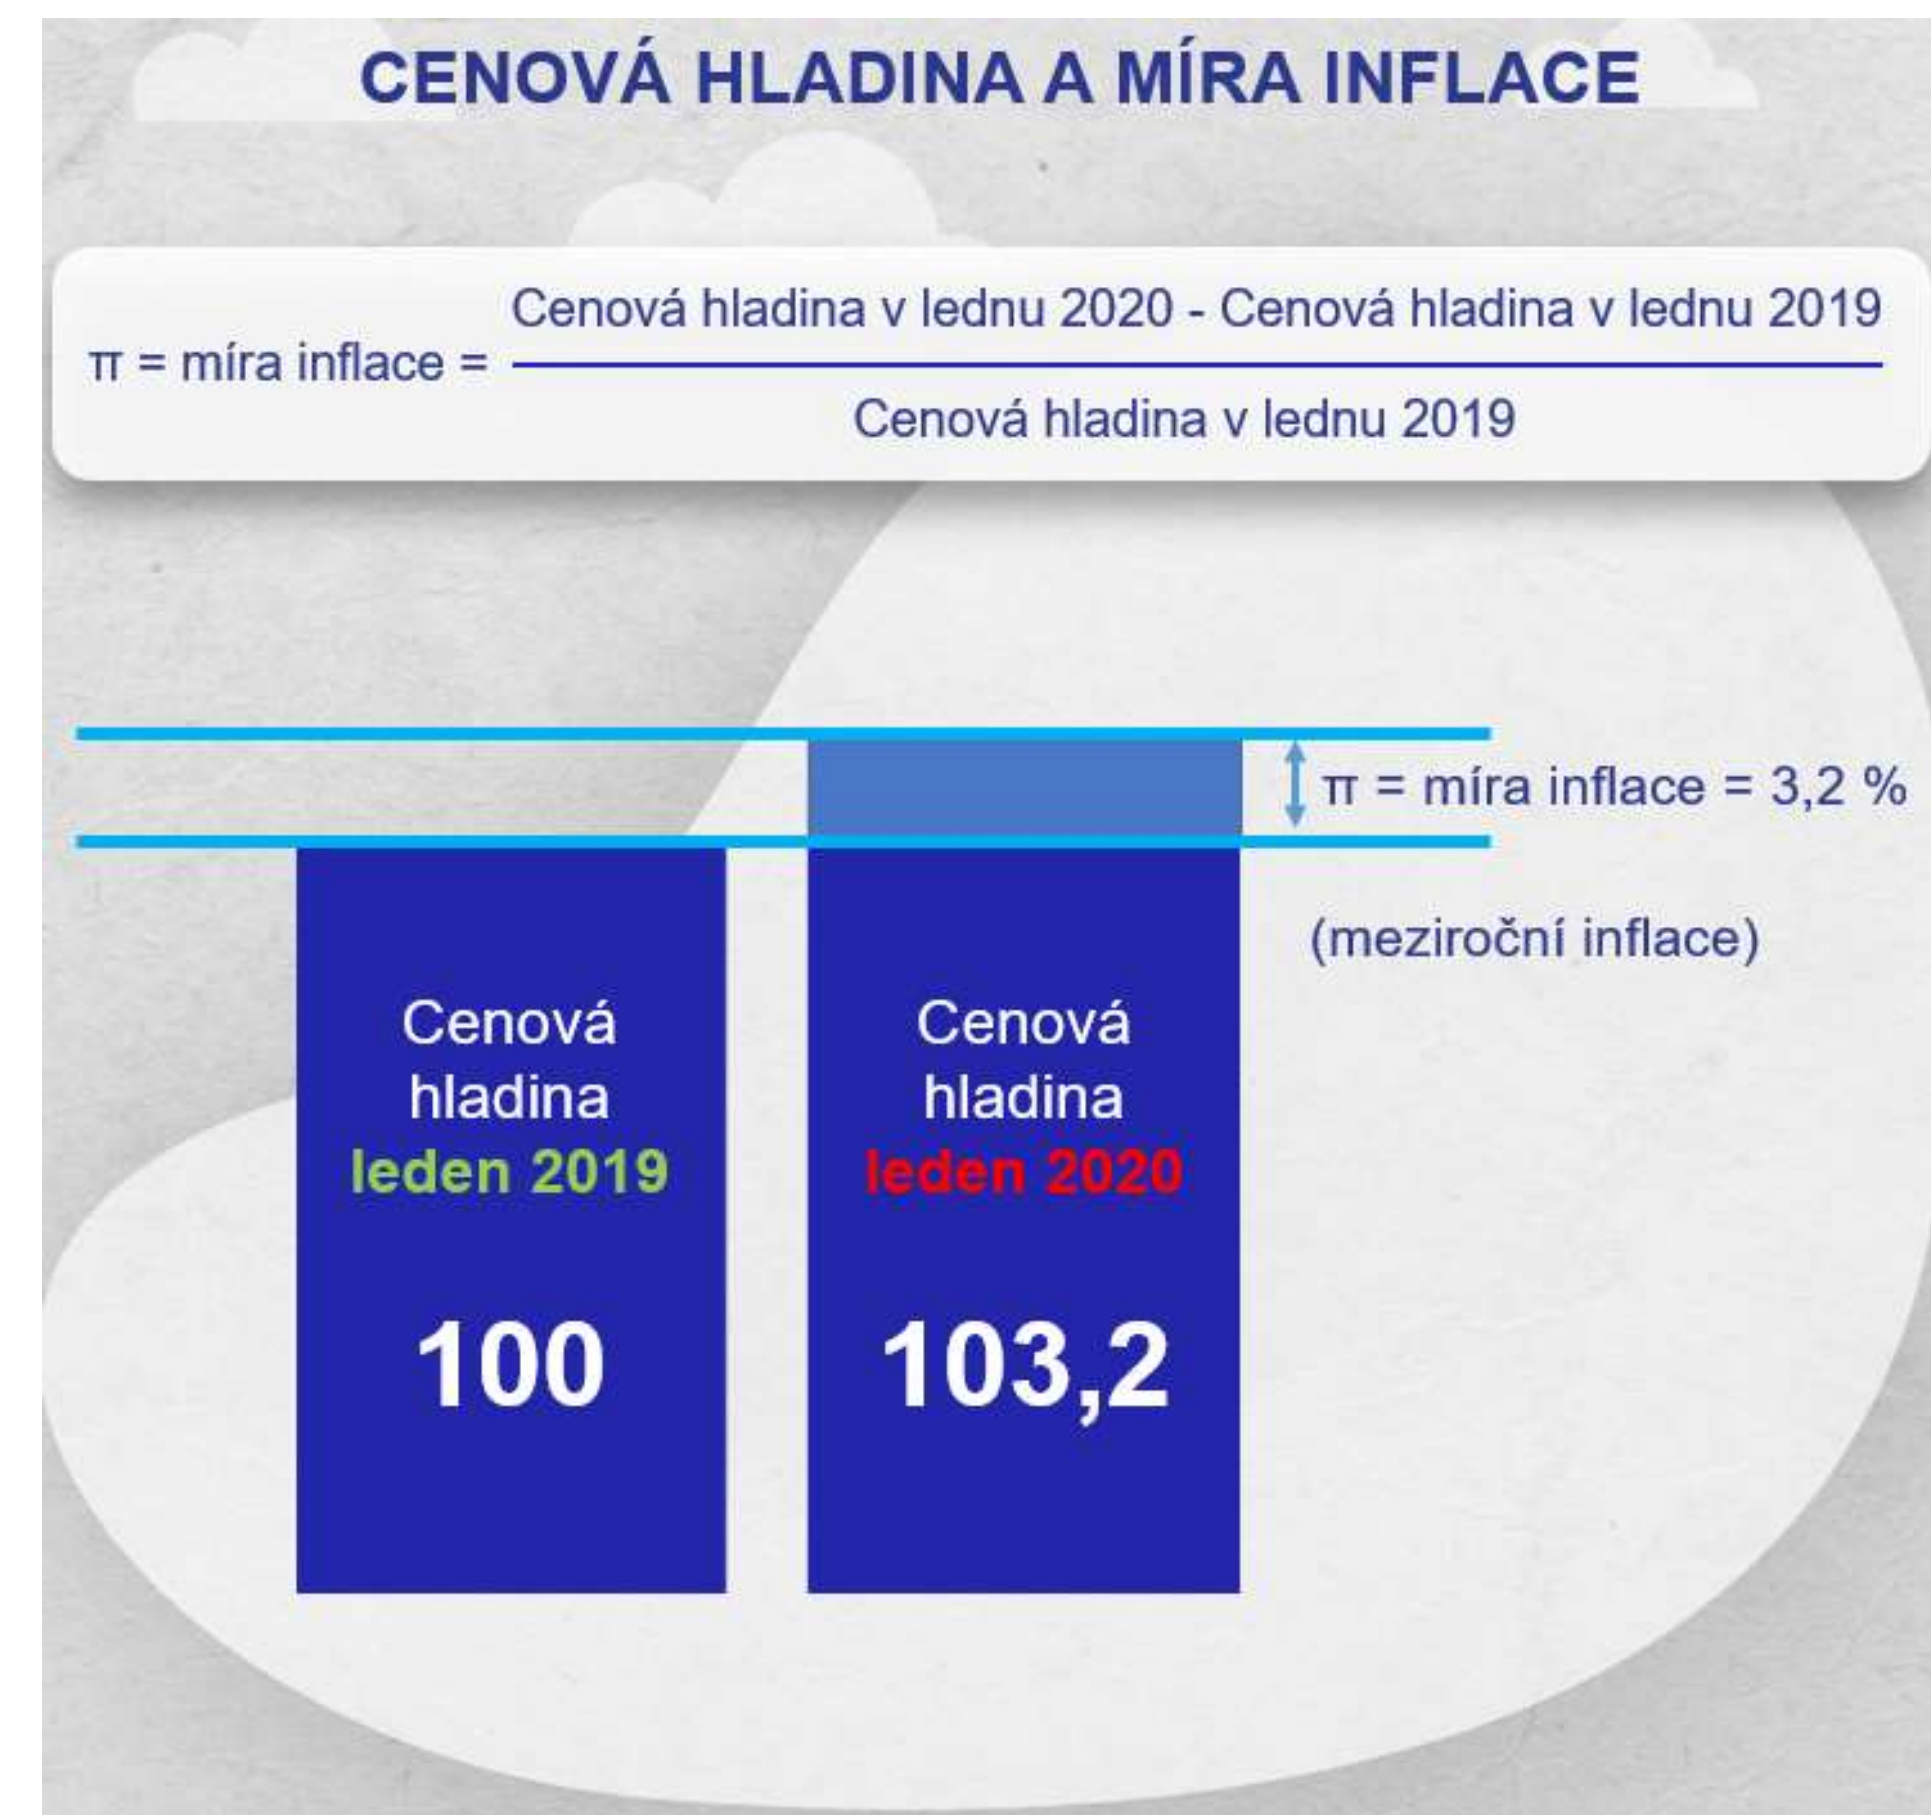 CENOVÁ HLADINA A MÍRA INFLACE
Cenová hladina v lednu 2020 - Cenová hladina v lednu 2019
π = míra inflace =
Cenová hladina v lednu 2019
π = míra inflace = 3,2 %
(meziroční inflace)
Cenová
hladina
leden 2019
100
Cenová
hladina
leden 2020
103,2